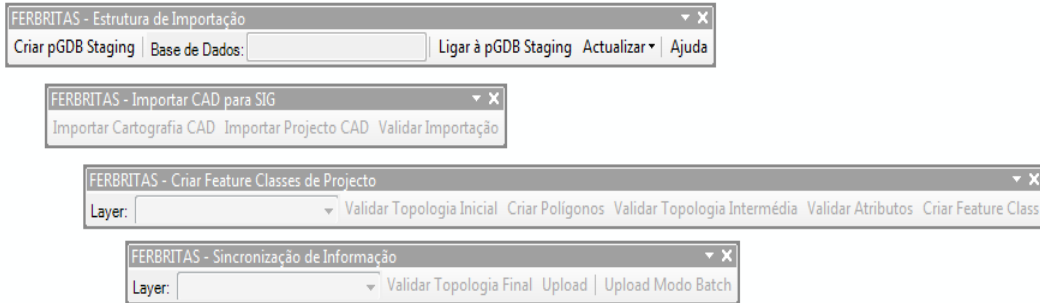 FERBRITAS - Estrutura de Importação
Criar pGDB Staging Base de Dados: Ligar à pGDB Staging Actualizar Ajuda
FERBRITAS - Importar CAD para SIG
Importar Cartografia CAD Importar Projecto CAD Validar Importação
FERBRITAS - Criar Feature Classes de Projecto
Layer: Validar Topologia Inicial Criar Polígonos Validar Topologia Intermédia Validar Atributos Criar Feature Class
FERBRITAS - Sincronização de Informação
Layer: Validar Topologia Final Upload Upload Modo Batch